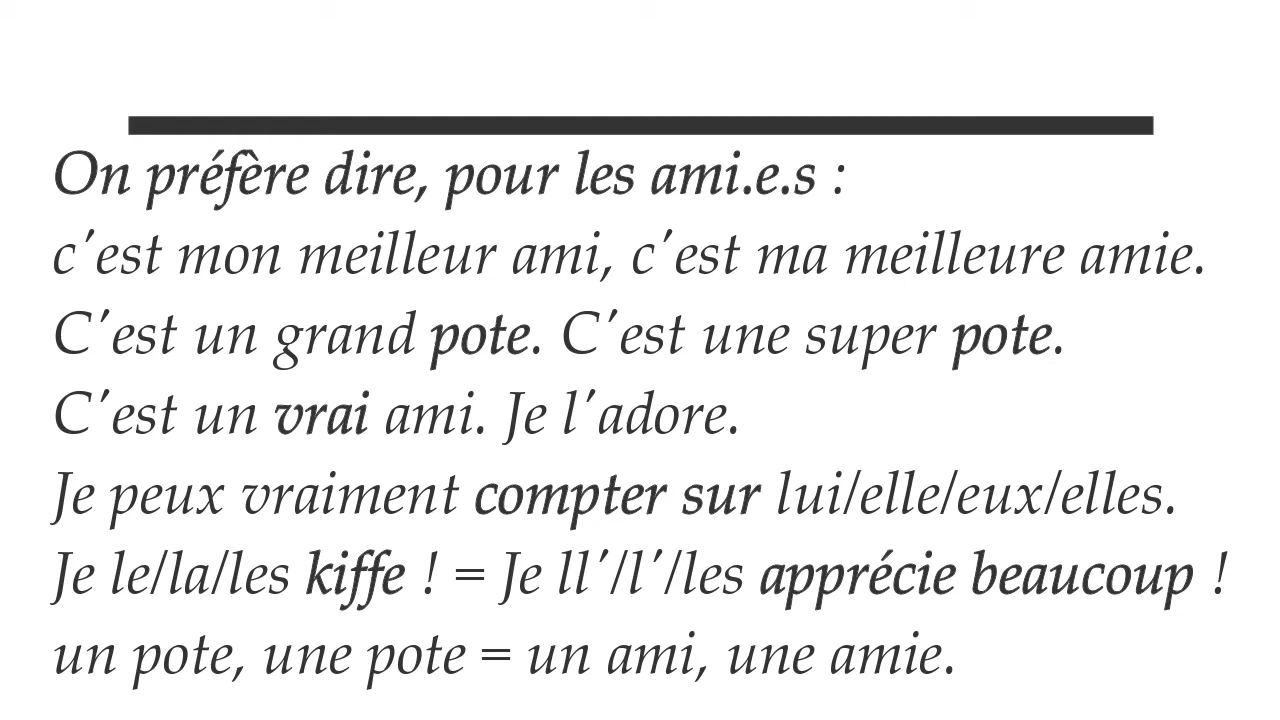 On préfère dire, pour les ami.e.s :
c'est mon meilleur ami, c'est ma meilleure amie.
C'est un grand pote. C'est une super pote.
C'est un vrai ami. Je l'adore.
Je peux vraiment compter sur lui/elle/eux/elles.
Je le/la/les kiffe ! = Je ll'/l'/les apprécie beaucoup !
un pote, une pote = un ami, une amie.